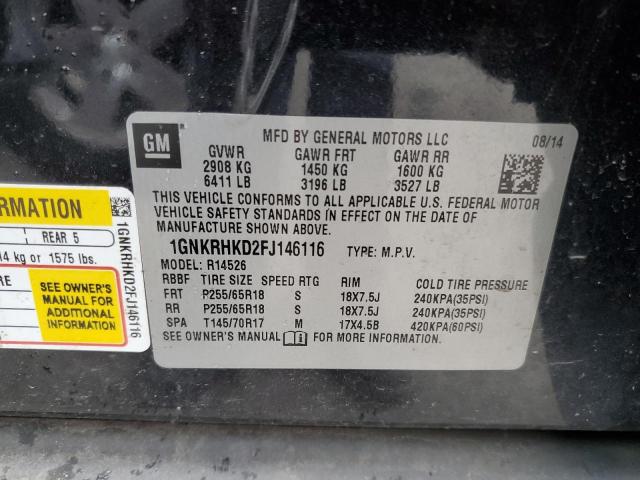 GM
MFD BY GENERAL MOTORS LLC
08/14
GVWR GAWR FRT GAWR RR
2908 KG 1450 KG 1600 KG
6411 LB 3196 LB 3527 LB
THIS VEHICLE CONFORMS TO ALL APPLICABLE U.S. FEDERAL MOTOR
VEHICLE SAFETY STANDARDS IN EFFECT ON THE DATE OF
MANUFACTURE SHOWN ABOVE.
1GNKRHKD2FJ146116 TYPE: M.P.V.
MODEL: R14526
RBBF TIRE SIZE SPEED RTG RIM COLD TIRE PRESSURE
FRT P255/65R18 S 18X7.5J 240KPA(35PSI)
RR P255/65R18 S 18X7.5J 240KPA(35PSI)
SPA T145/70R17 M 17X4.5B 420KPA(60PSI)
SEE OWNER'S MANUAL FOR MORE INFORMATION.
REAR 5
kg or 1575 lbs.
SEE OWNER'S
MANUAL FOR
ADDITIONAL
INFORMATION
1GNKRHKD2FJ146116